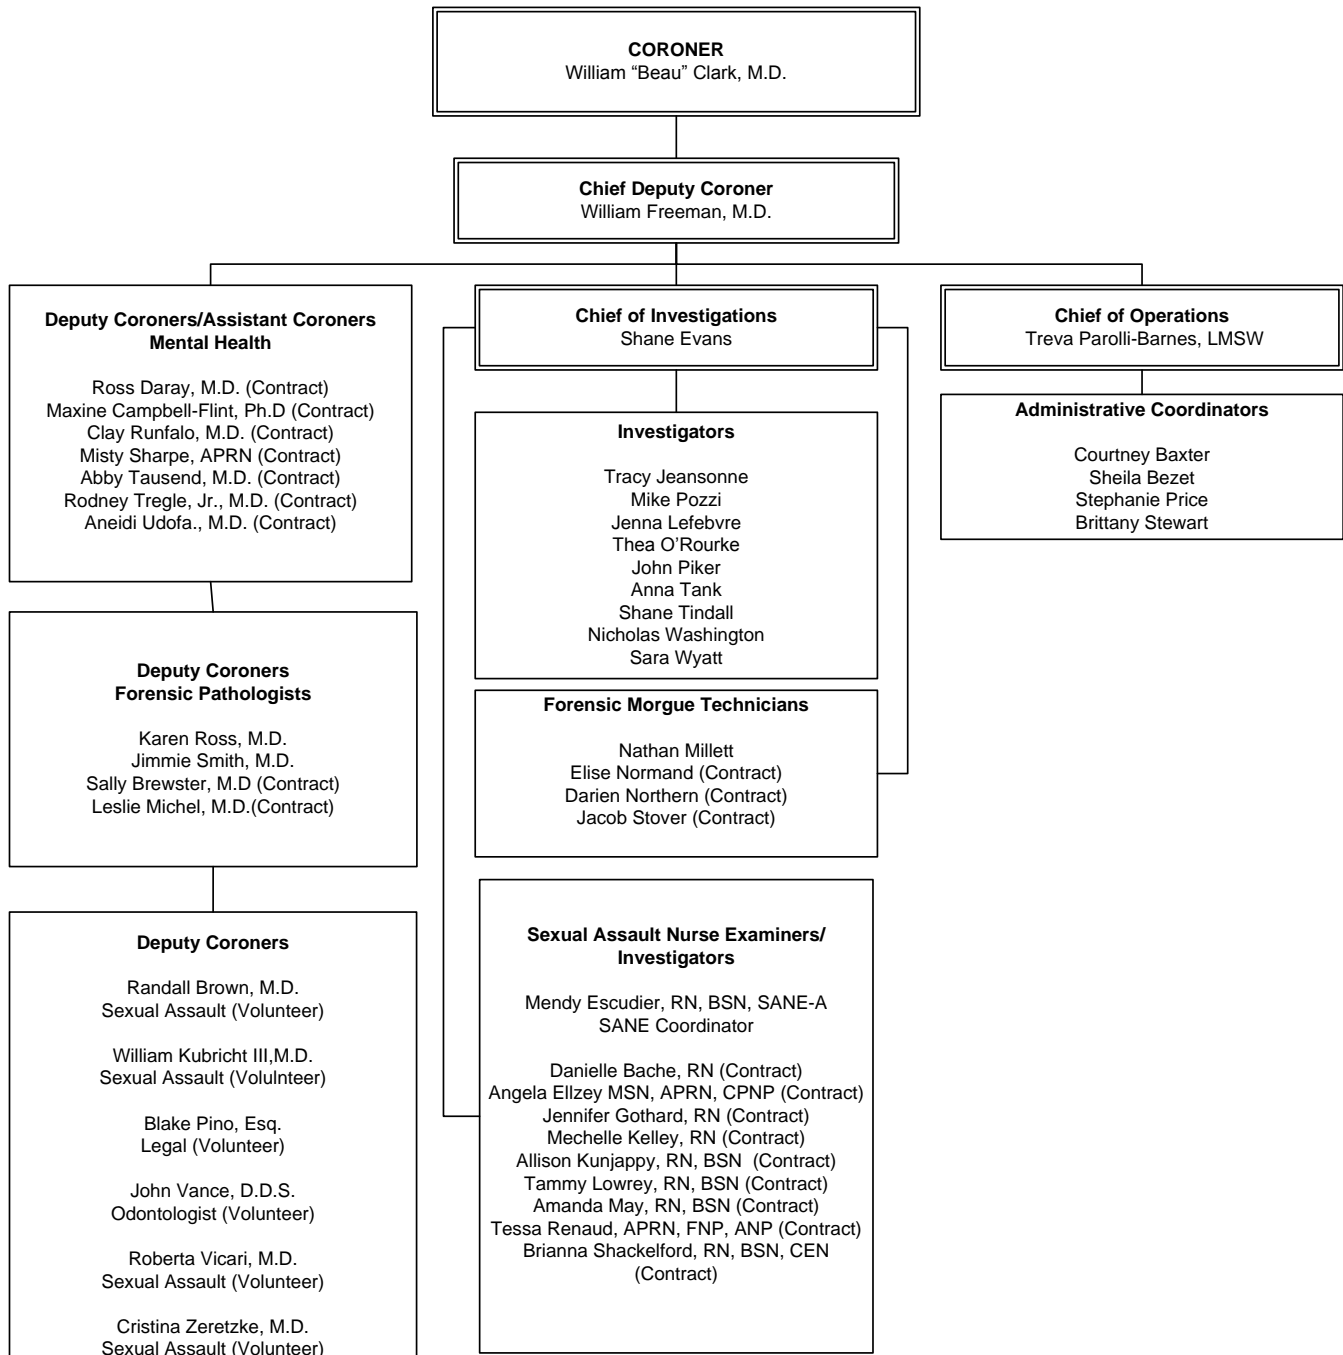 CORONER
William “Beau” Clark, M.D.
Chief Deputy Coroner
William Freeman, M.D.
Deputy Coroners/Assistant Coroners
Mental Health
Ross Daray, M.D. (Contract)
Maxine Campbell-Flint, Ph.D (Contract)
Clay Runfalo, M.D. (Contract)
Misty Sharpe, APRN (Contract)
Abby Tausend, M.D. (Contract)
Rodney Tregle, Jr., M.D. (Contract)
Aneidi Udofa., M.D. (Contract)
Deputy Coroners
Forensic Pathologists
Karen Ross, M.D.
Jimmie Smith, M.D.
Sally Brewster, M.D (Contract)
Leslie Michel, M.D.(Contract)
Deputy Coroners
Randall Brown, M.D.
Sexual Assault (Volunteer)
William Kubricht III,M.D.
Sexual Assault (Volulnteer)
Blake Pino, Esq.
Legal (Volunteer)
John Vance, D.D.S.
Odontologist (Volunteer)
Roberta Vicari, M.D.
Sexual Assault (Volunteer)
Cristina Zeretzke, M.D.
Sexual Assault (Volunteer)
Chief of Investigations
Shane Evans
Investigators
Tracy Jeansonne
Mike Pozzi
Jenna Lefebvre
Thea O’Rourke
John Piker
Anna Tank
Shane Tindall
Nicholas Washington
Sara Wyatt
Forensic Morgue Technicians
Nathan Millett
Elise Normand (Contract)
Darien Northern (Contract)
Jacob Stover (Contract)
Sexual Assault Nurse Examiners/
Investigators
Mendy Escudier, RN, BSN, SANE-A
SANE Coordinator
Danielle Bache, RN (Contract)
Angela Ellzey MSN, APRN, CPNP (Contract)
Jennifer Gothard, RN (Contract)
Mechelle Kelley, RN (Contract)
Allison Kunjappy, RN, BSN  (Contract)
Tammy Lowrey, RN, BSN (Contract)
Amanda May, RN, BSN (Contract)
Tessa Renaud, APRN, FNP, ANP (Contract)
Brianna Shackelford, RN, BSN, CEN
(Contract)
Chief of Operations
Treva Parolli-Barnes, LMSW
Administrative Coordinators
Courtney Baxter
Sheila Bezet
Stephanie Price
Brittany Stewart